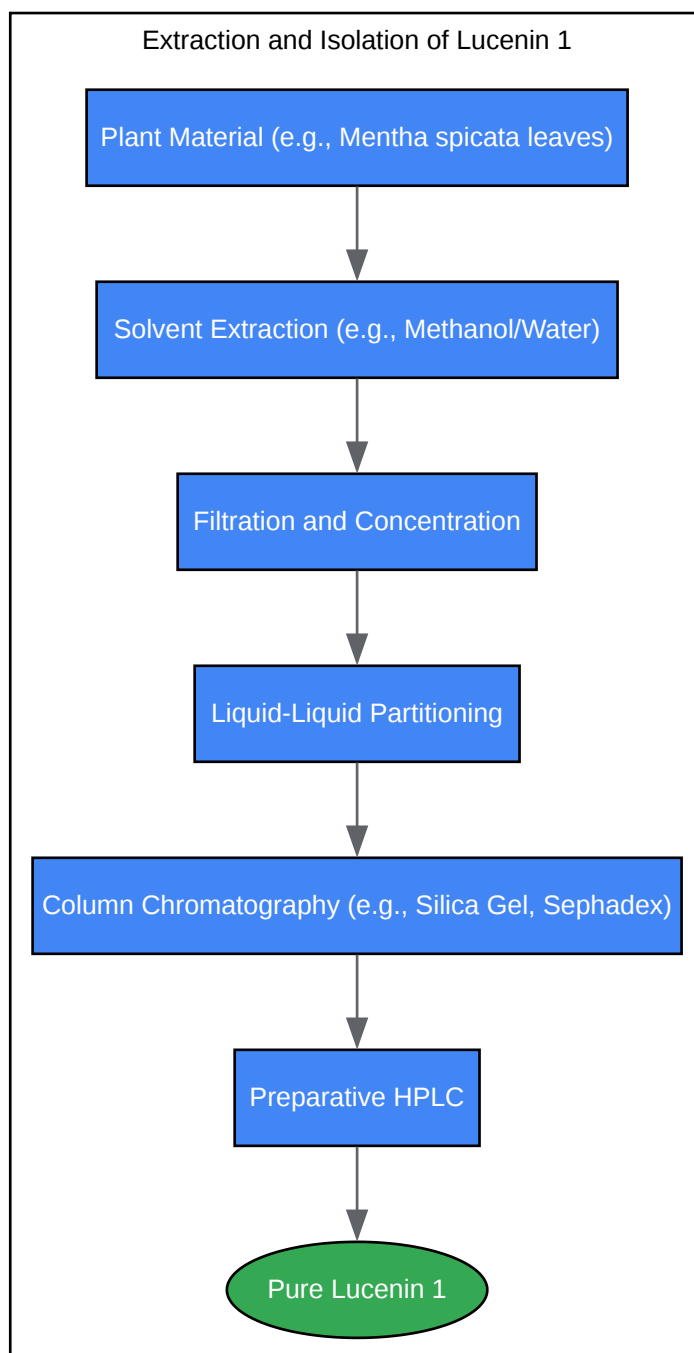 Extraction and Isolation of Lucenin 1
Plant Material (e.g., Mentha spicata leaves)
Solvent Extraction (e.g., Methanol/Water)
Filtration and Concentration
Liquid-Liquid Partitioning
Column Chromatography (e.g., Silica Gel, Sephadex)
Preparative HPLC
Pure Lucenin 1